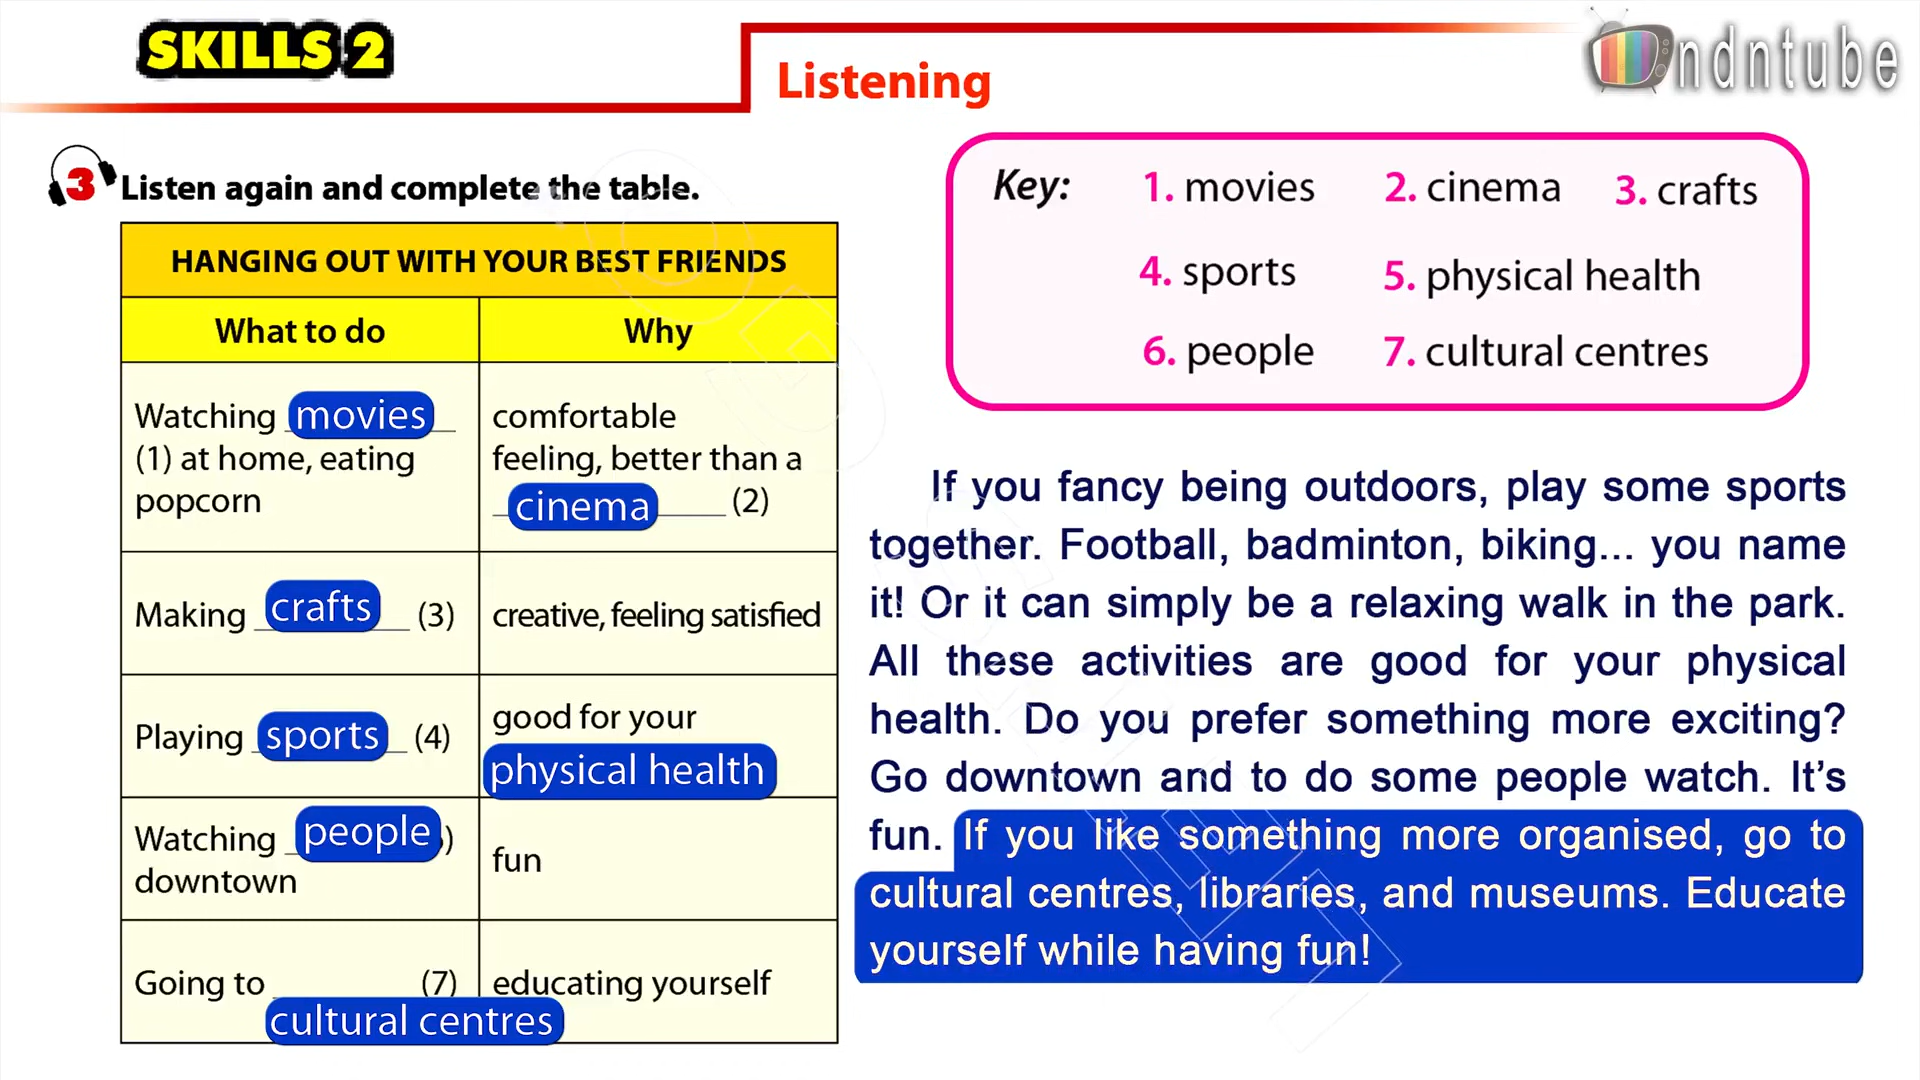 SKILLS 2
Listening
ndntube
3 Listen again and complete the table.
HANGING OUT WITH YOUR BEST FRIENDS
What to do
Why
Watching movies
(1) at home, eating
popcorn
comfortable
feeling, better than a
cinema (2)
Making crafts (3)
creative, feeling satisfied
Playing sports (4)
good for your
physical health
Watching people )
downtown
fun
Going to (7)
cultural centres
educating yourself
Key: 1. movies 2. cinema 3. crafts
4. sports 5. physical health
6. people 7. cultural centres
If you fancy being outdoors, play some sports
together. Football, badminton, biking... you name
it! Or it can simply be a relaxing walk in the park.
All these activities are good for your physical
health. Do you prefer something more exciting?
Go downtown and to do some people watch. It’s
fun. If you like something more organised, go to
cultural centres, libraries, and museums. Educate
yourself while having fun!